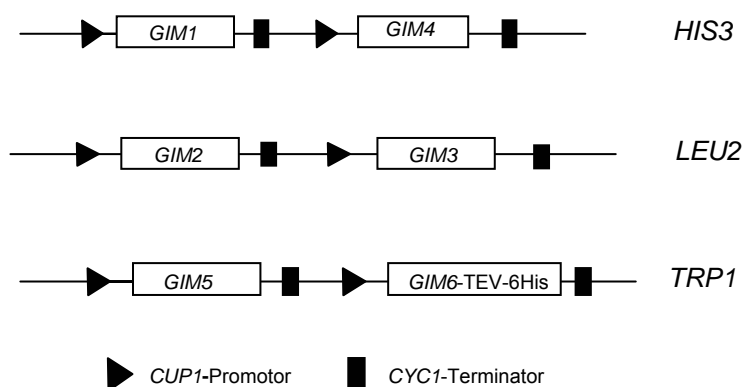 GIM1 GIM4 HIS3
GIM2 GIM3 LEU2
GIM5 GIM6-TEV-6His TRP1
CUP1-Promotor CYC1-Terminator